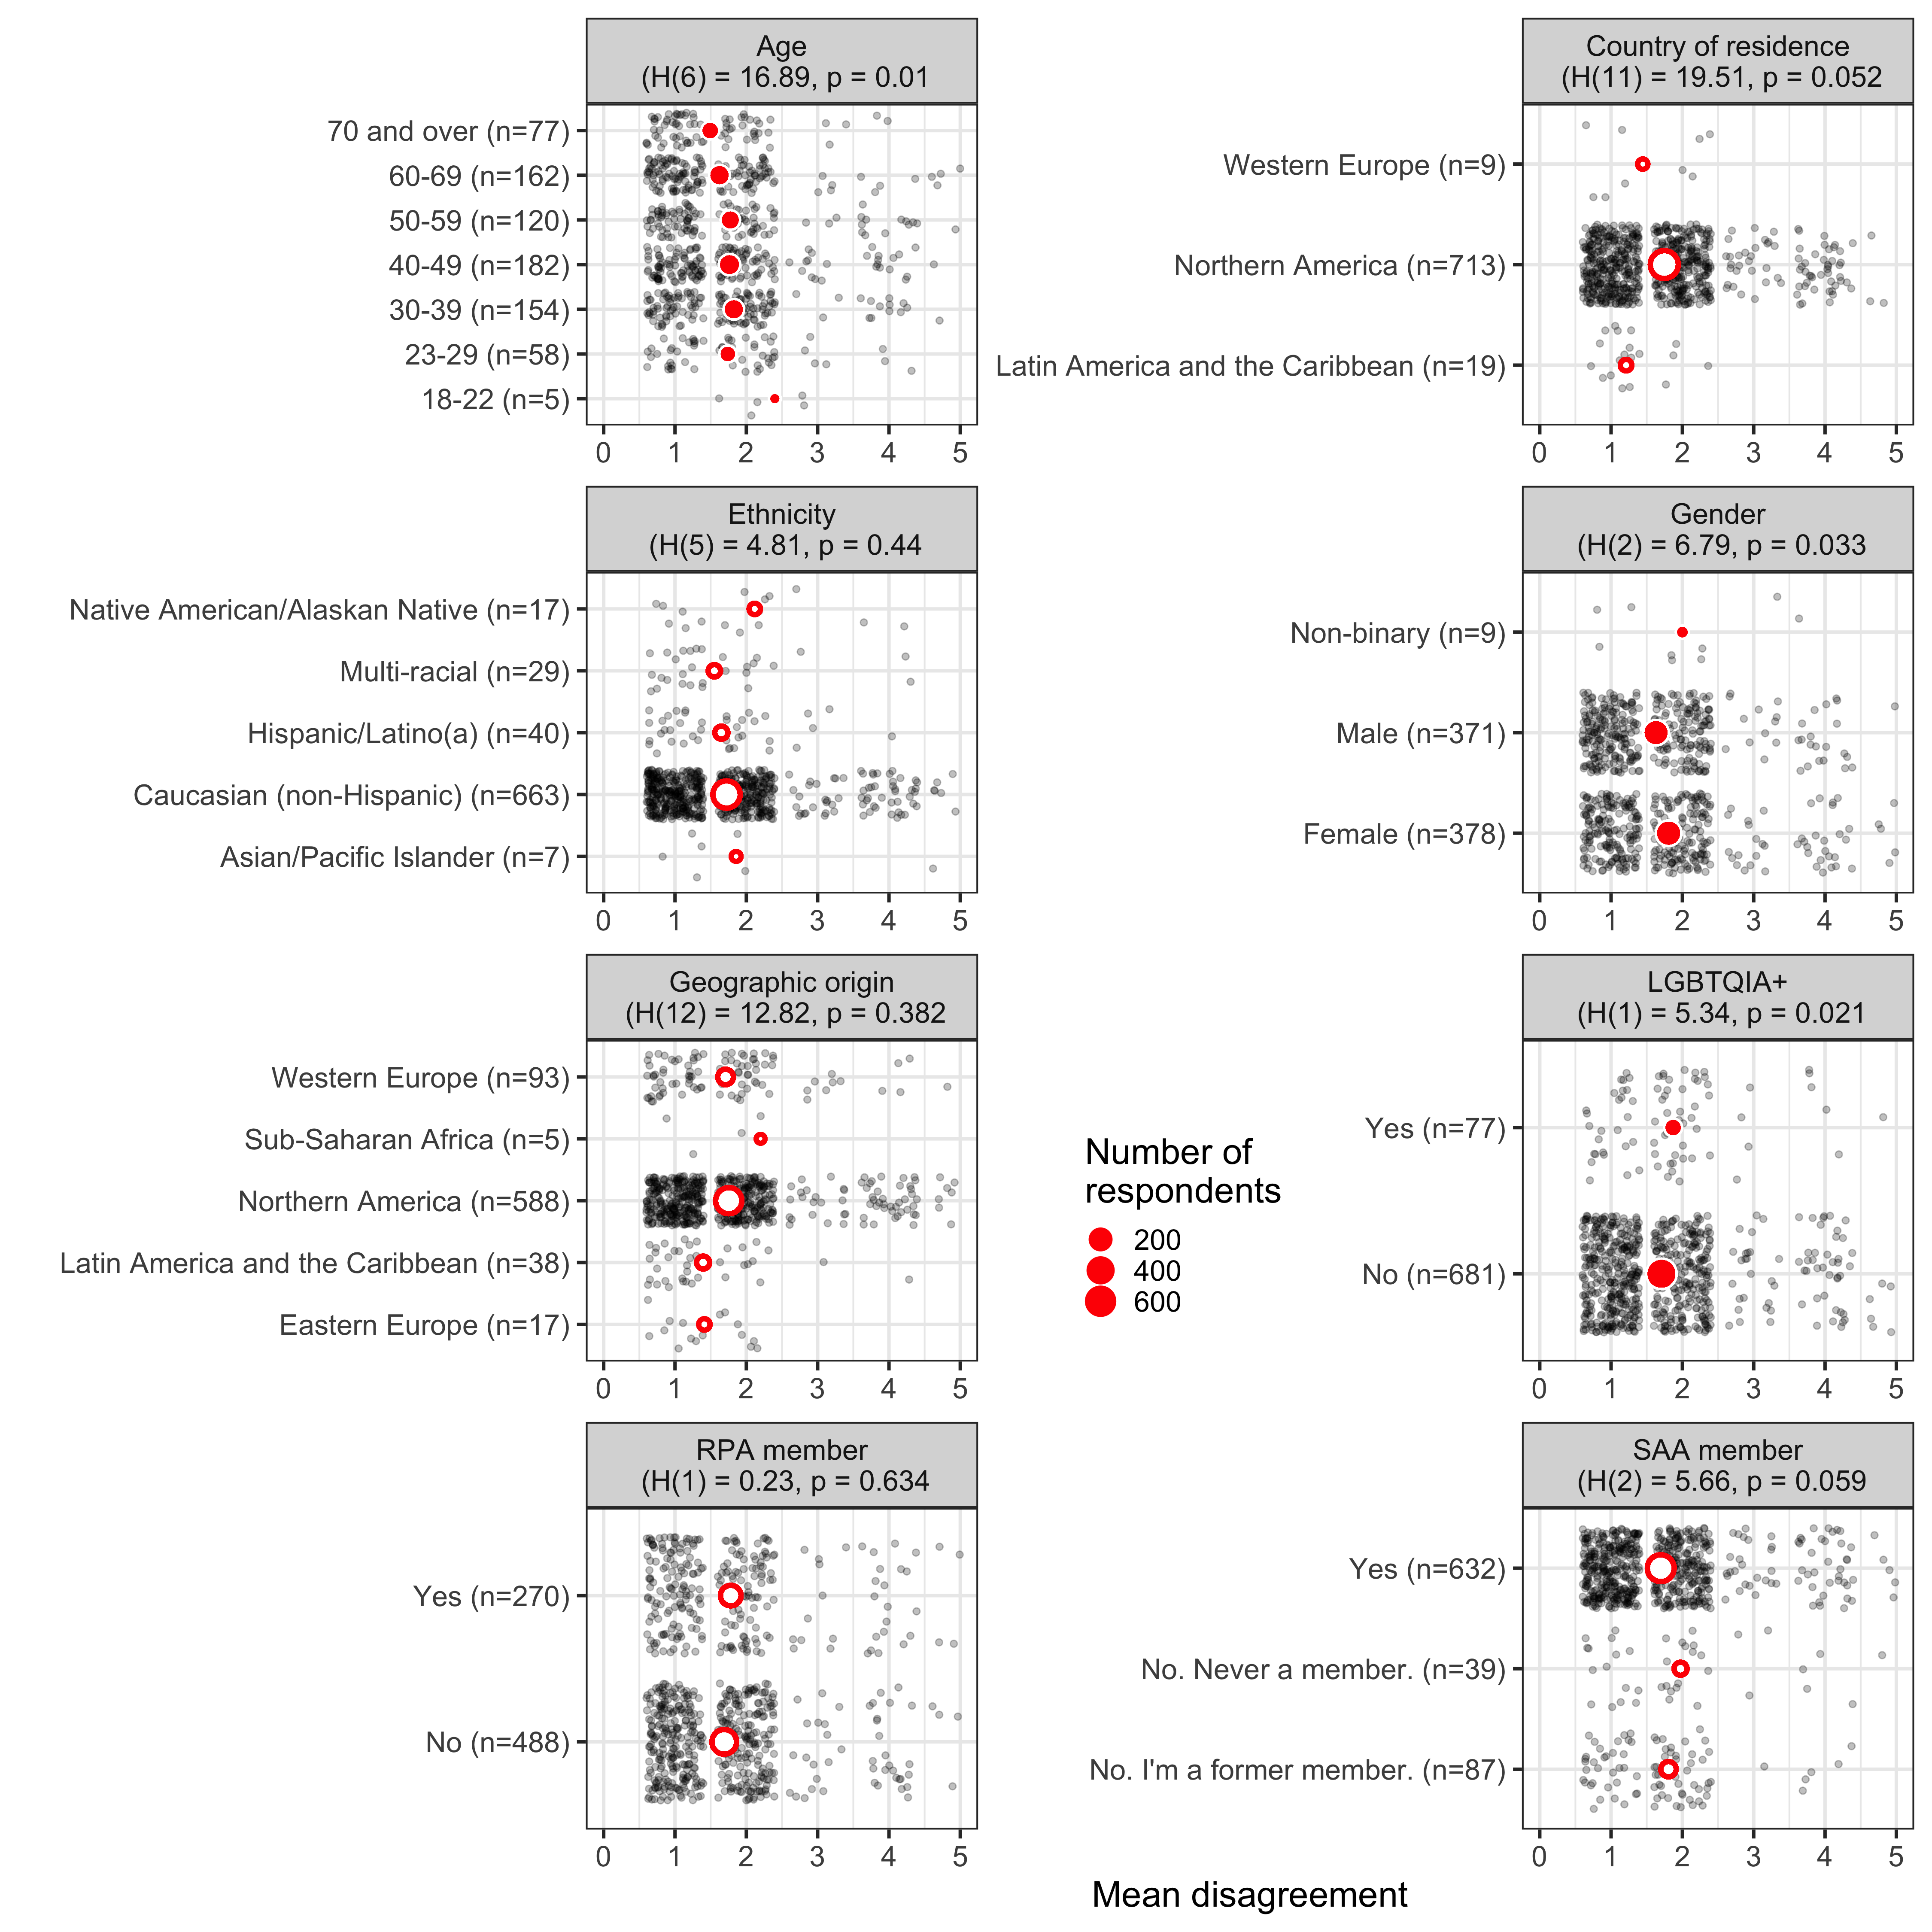 Age
(H(6) = 16.89, p = 0.01
70 and over (n=77)
60-69 (n=162)
50-59 (n=120)
40-49 (n=182)
30-39 (n=154)
23-29 (n=58)
18-22 (n=5)
0 1 2 3 4 5
Country of residence
(H(11) = 19.51, p = 0.052
Western Europe (n=9)
Northern America (n=713)
Latin America and the Caribbean (n=19)
0 1 2 3 4 5
Ethnicity
(H(5) = 4.81, p = 0.44
Native American/Alaskan Native (n=17)
Multi-racial (n=29)
Hispanic/Latino(a) (n=40)
Caucasian (non-Hispanic) (n=663)
Asian/Pacific Islander (n=7)
0 1 2 3 4 5
Gender
(H(2) = 6.79, p = 0.033
Non-binary (n=9)
Male (n=371)
Female (n=378)
0 1 2 3 4 5
Geographic origin
(H(12) = 12.82, p = 0.382
Western Europe (n=93)
Sub-Saharan Africa (n=5)
Northern America (n=588)
Latin America and the Caribbean (n=38)
Eastern Europe (n=17)
0 1 2 3 4 5
Number of
respondents
200
400
600
LGBTQIA+
(H(1) = 5.34, p = 0.021
Yes (n=77)
No (n=681)
0 1 2 3 4 5
RPA member
(H(1) = 0.23, p = 0.634
Yes (n=270)
No (n=488)
0 1 2 3 4 5
SAA member
(H(2) = 5.66, p = 0.059
Yes (n=632)
No. Never a member. (n=39)
No. I'm a former member. (n=87)
0 1 2 3 4 5
Mean disagreement